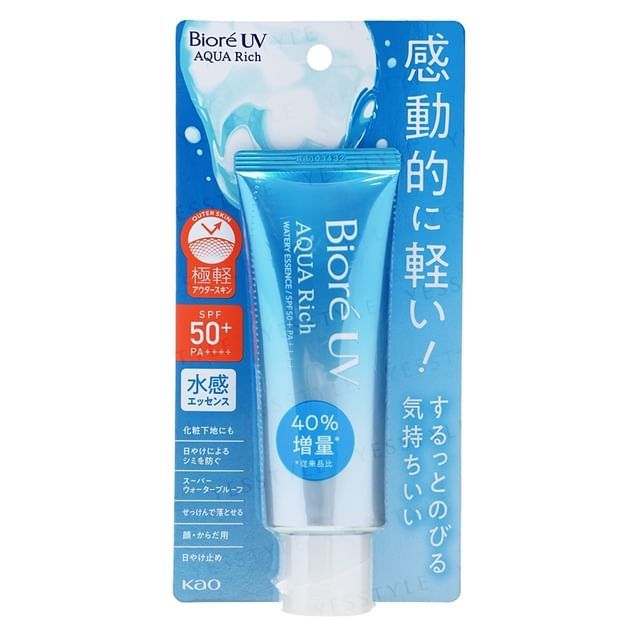 Bioré UV
AQUA Rich
感動的に軽い!
するっとのびる
気持ちいい
OUTER SKIN
極軽
アウタースキン
SPF
50+
PA++++
水感
エッセンス
化粧下地にも
日やけによる
シミを防ぐ
スーパー
ウォータープルーフ
せっけんで落とせる
顔・からだ用
日やけ止め
Kao
Bioré UV
AQUA Rich
WATERY ESSENCE / SPF50+ PA++++
40%
増量*
*従来品比
YESSTYLE